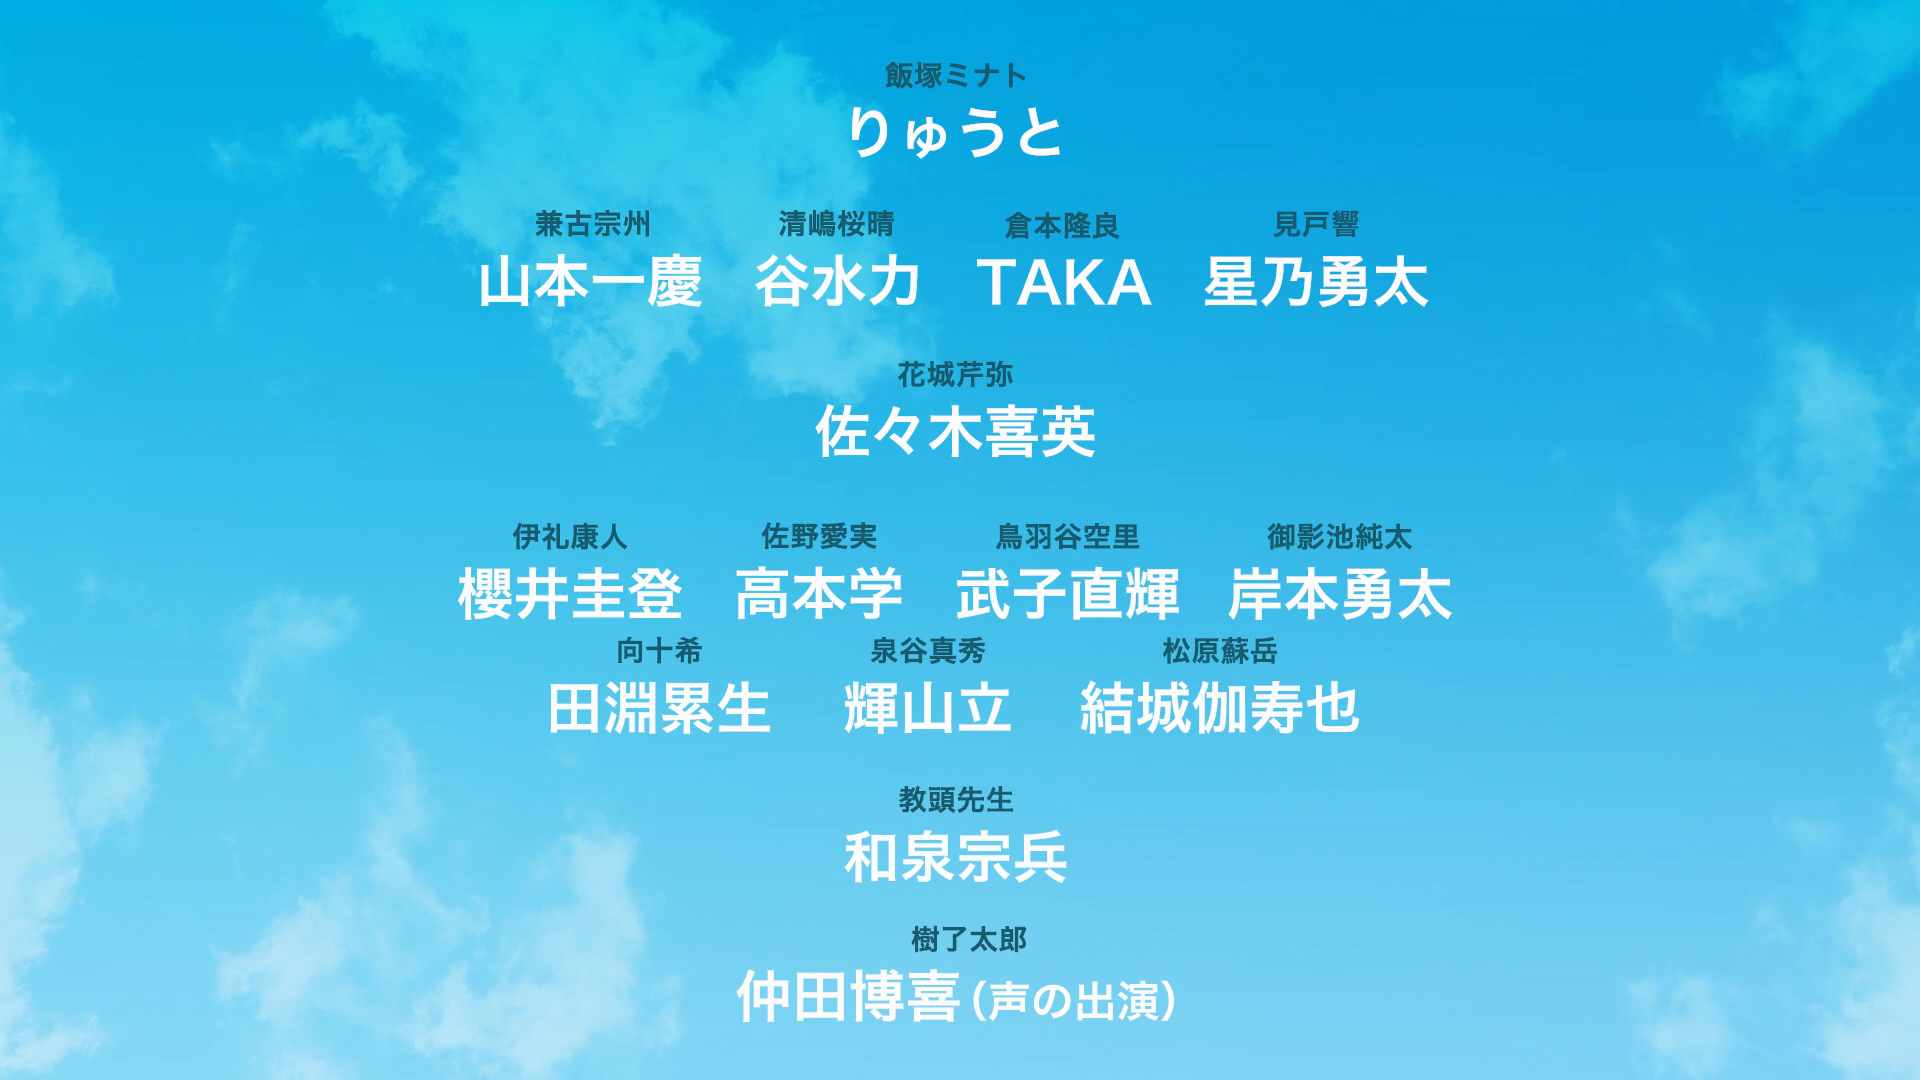 飯塚ミナト
りゅうと
兼古宗州 清嶋桜晴 倉本隆良 見戸響
山本一慶 谷水力 TAKA 星乃勇太
花城芹弥
佐々木喜英
伊礼康人 佐野愛実 鳥羽谷空里 御影池純太
櫻井圭登 高本学 武子直輝 岸本勇太
向十希 泉谷真秀 松原蘇岳
田淵累生 輝山立 結城伽寿也
教頭先生
和泉宗兵
樹了太郎
仲田博喜(声の出演)